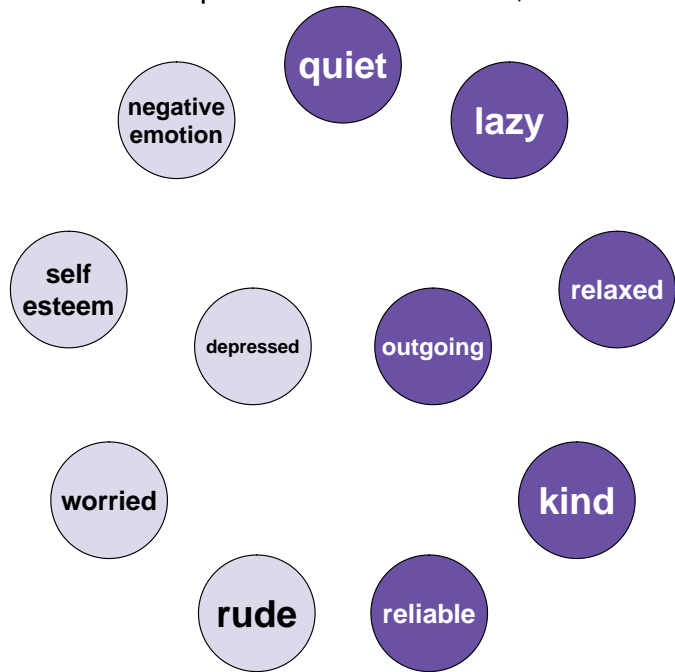 quiet
negative
emotion
lazy
self
esteem
relaxed
depressed
outgoing
worried
kind
rude
reliable